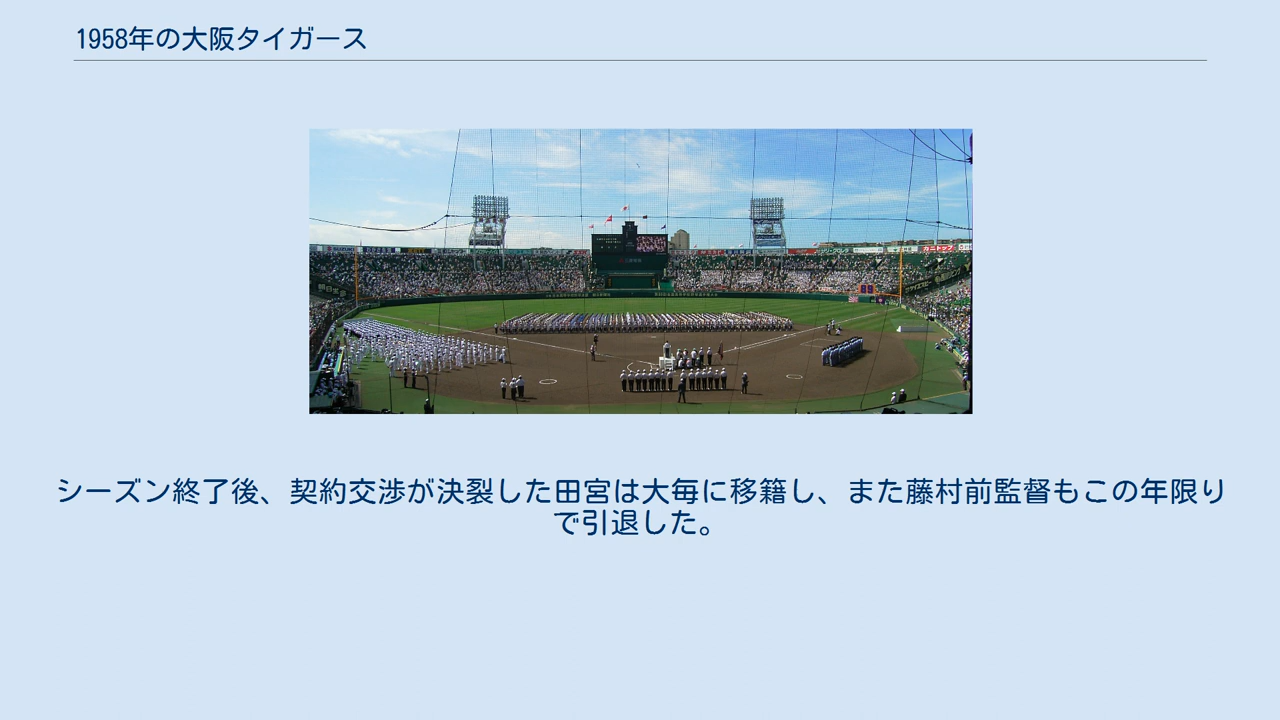 1958年の大阪タイガース
シーズン終了後、契約交渉が決裂した田宮は大毎に移籍し、また藤村前監督もこの年限り
で引退した。